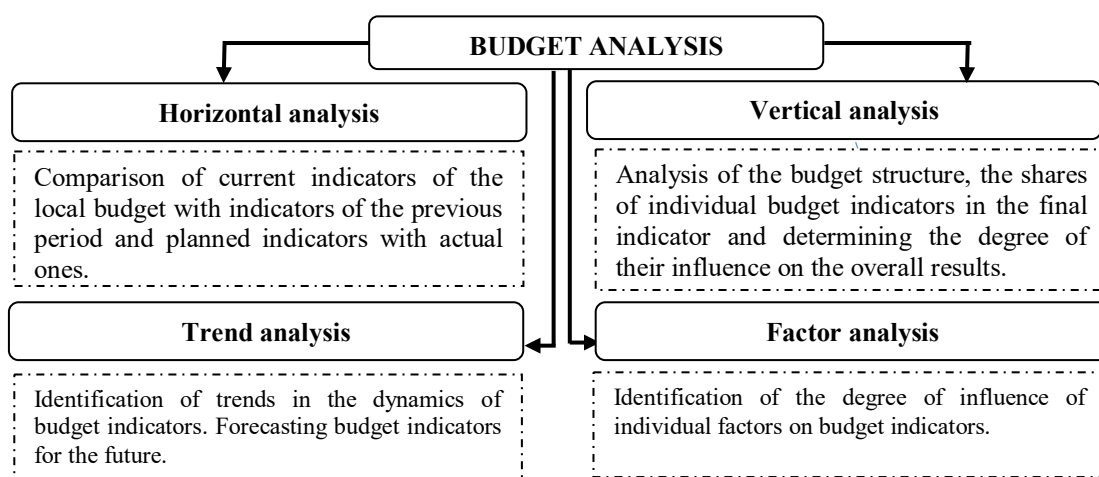 BUDGET ANALYSIS
Horizontal analysis
Comparison of current indicators of the
local budget with indicators of the previous
period and planned indicators with actual
ones.
Vertical analysis
Analysis of the budget structure, the shares
of individual budget indicators in the final
indicator and determining the degree of
their influence on the overall results.
Trend analysis
Identification of trends in the dynamics of
budget indicators. Forecasting budget indicators
for the future.
Factor analysis
Identification of the degree of influence of
individual factors on budget indicators.